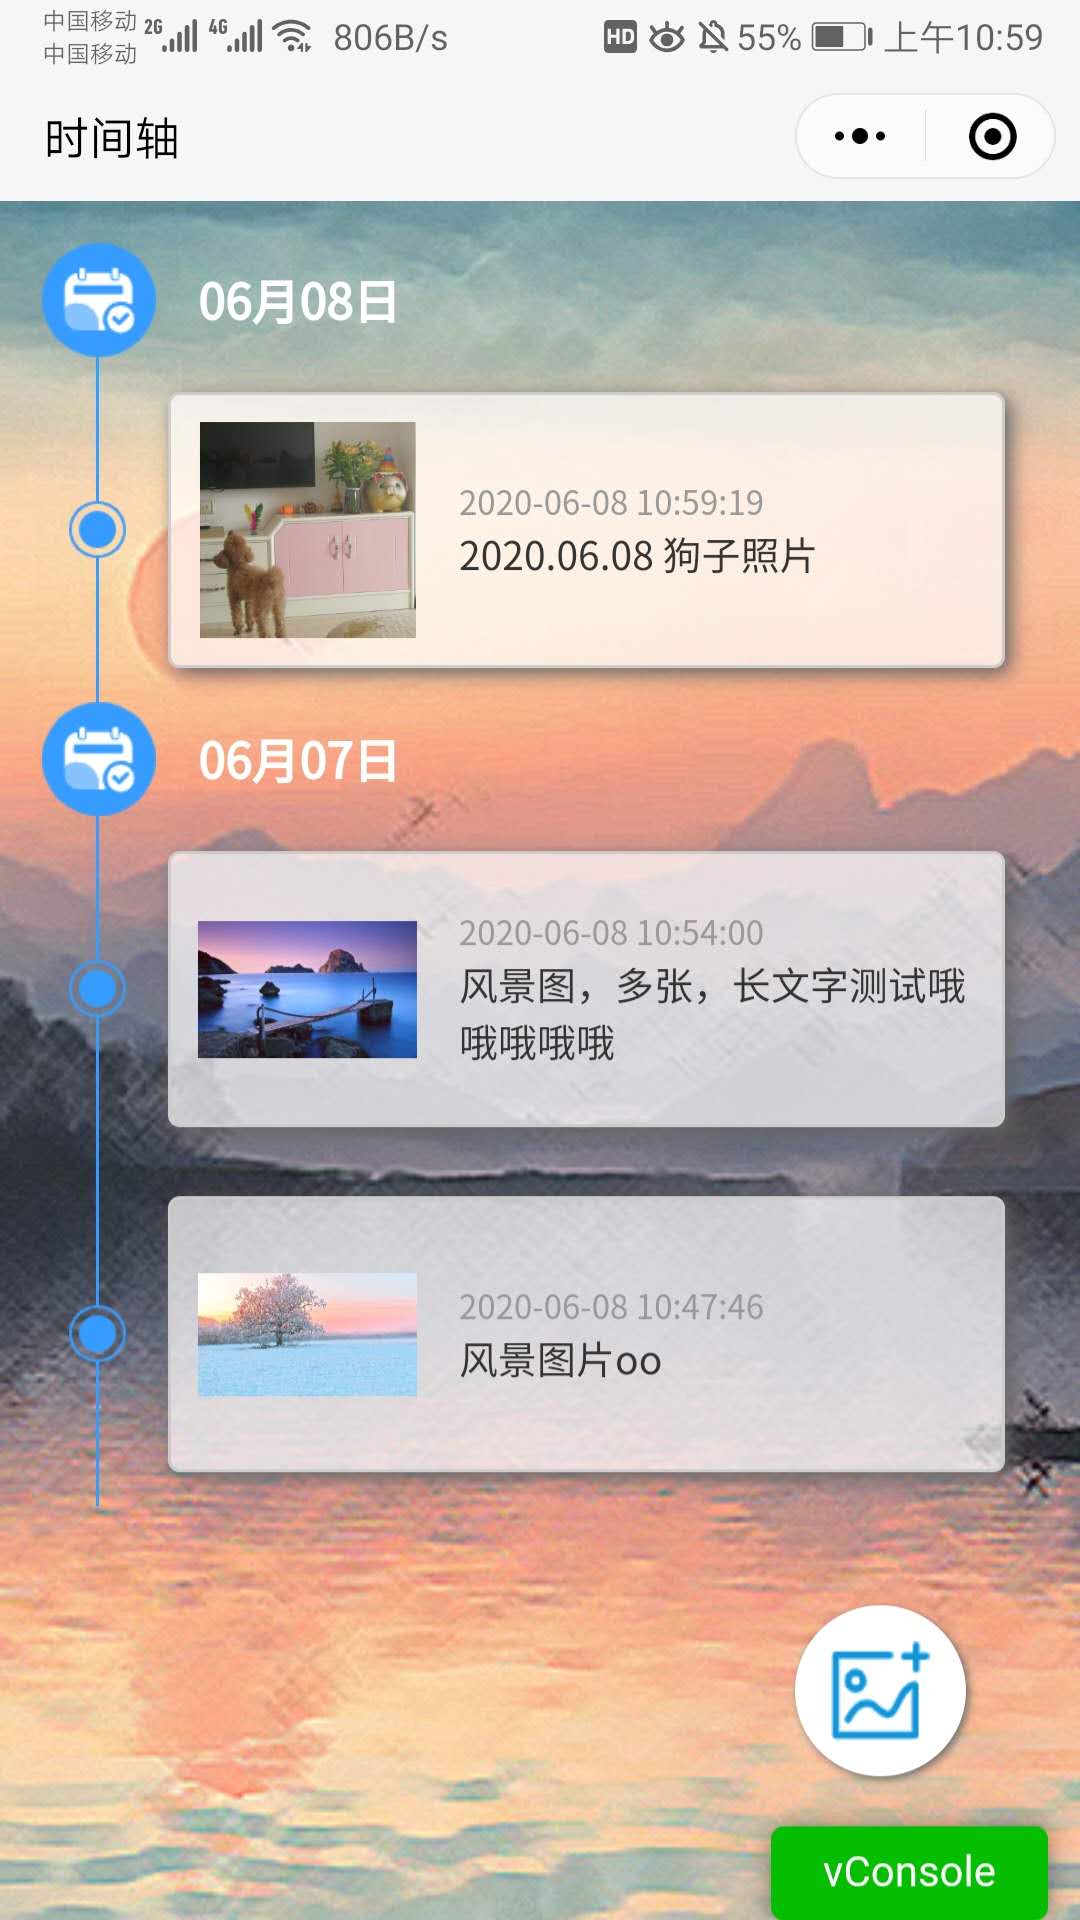 中国移动 2G 4G 806B/s HD 55% 上午10:59
中国移动
时间轴
06月08日
2020-06-08 10:59:19
2020.06.08 狗子照片
06月07日
2020-06-08 10:54:00
风景图，多张，长文字测试哦
哦哦哦哦
2020-06-08 10:47:46
风景图片oo
vConsole